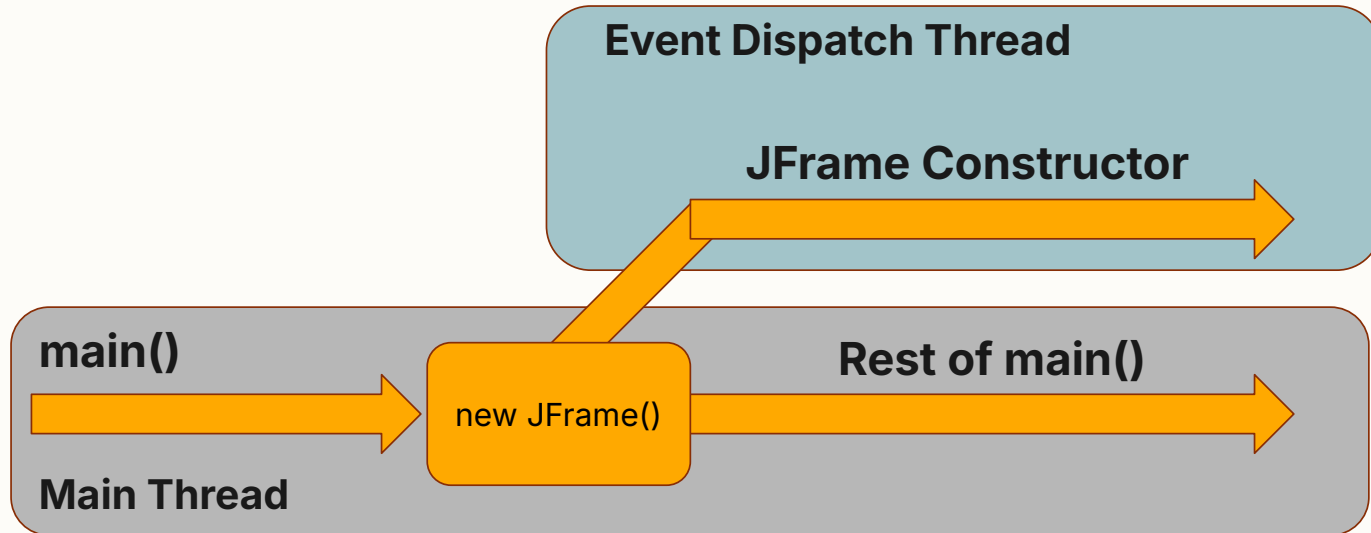 Event Dispatch Thread
JFrame Constructor
main()
Rest of main()
new JFrame()
Main Thread